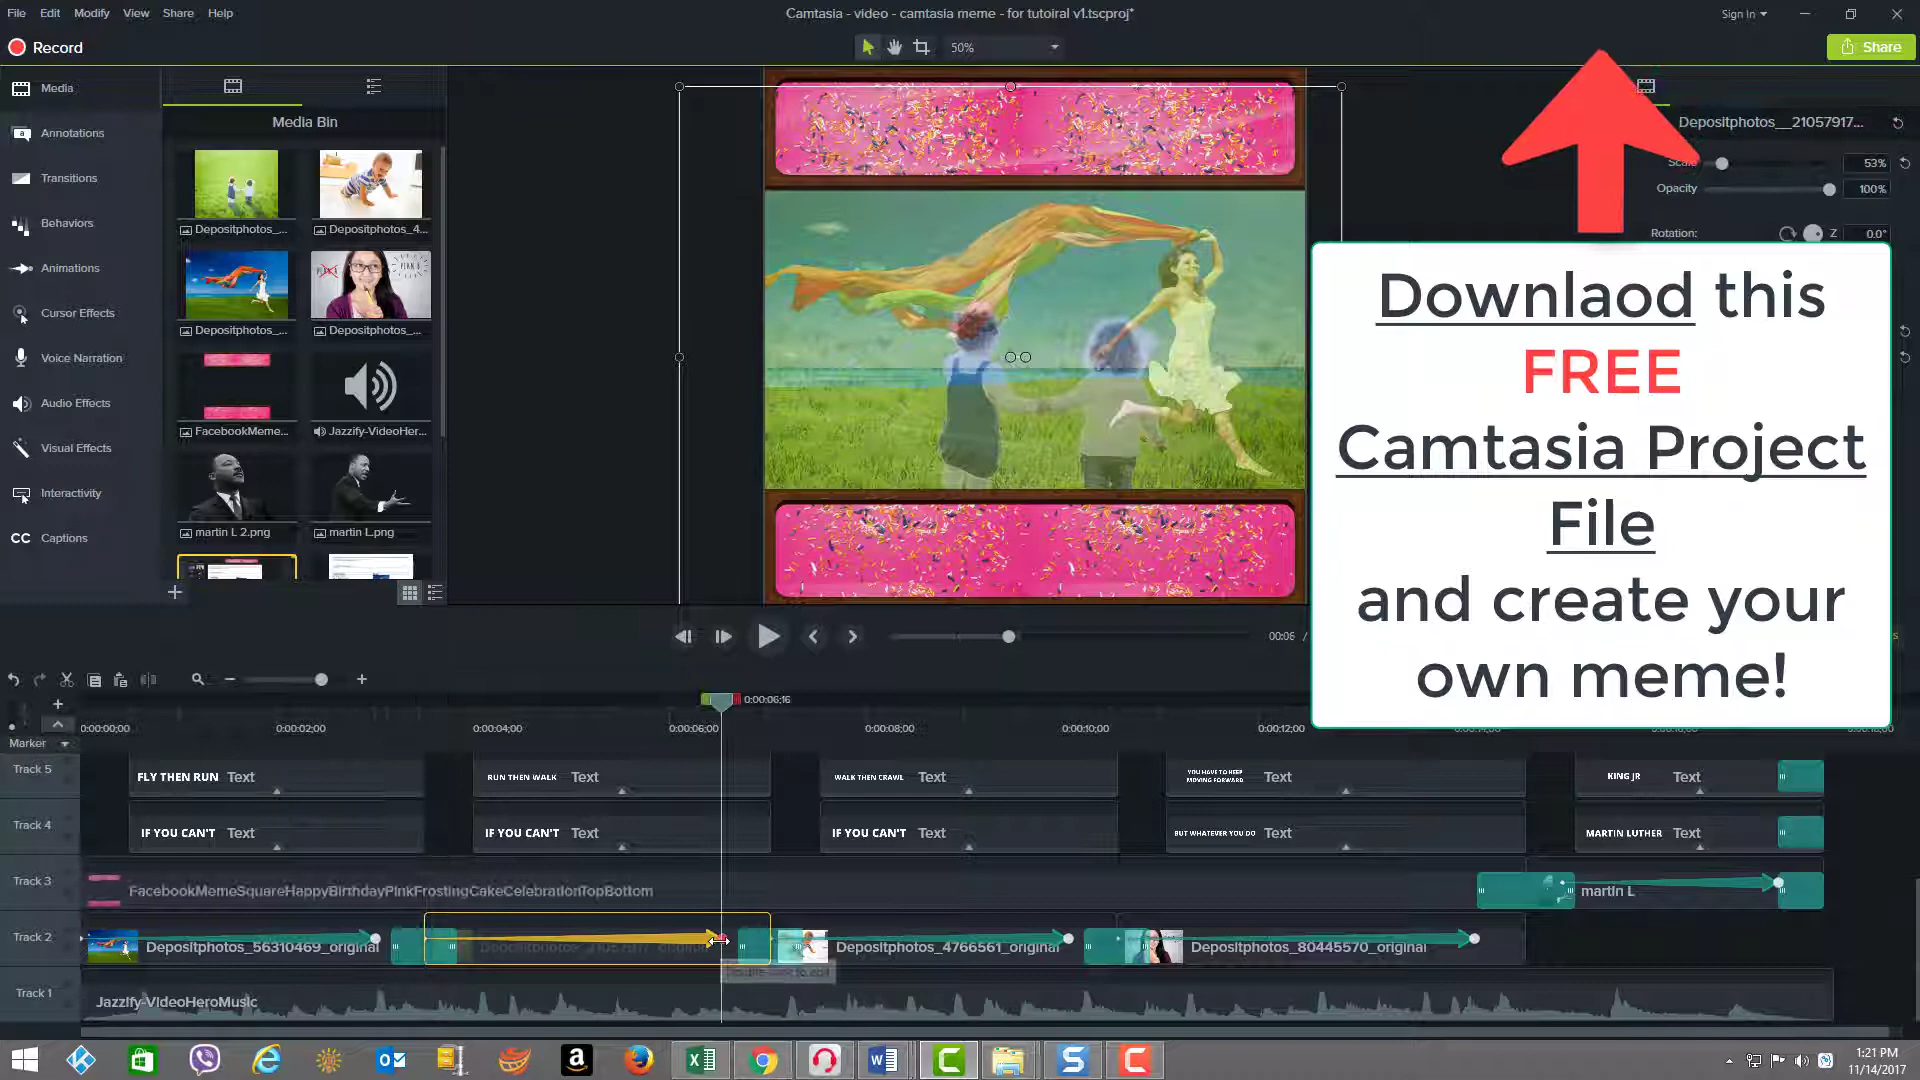 File Edit Modify View Share Help
Camtasia - video - camtasia meme - for tutoiral v1.tscproj*
Sign In
Record
50%
Share
Media
Annotations
Transitions
Behaviors
Animations
Cursor Effects
Voice Narration
Audio Effects
Visual Effects
Interactivity
CC Captions
Media Bin
Depositphotos_... Depositphotos_4...
Depositphotos_... Depositphotos_...
FacebookMeme... Jazzify-VideoHer...
martin L 2.png martin L.png
Depositphotos__21057917...
53%
Opacity 100%
Rotation: Z 0.0°
Downlaod this
FREE
Camtasia Project
File
and create your
own meme!
00:06 /
0:00:06;16
0:00:00;00 0:00:02;00 0:00:04;00 0:00:06;00 0:00:08;00 0:00:10;00 0:00:12;00
Marker
Track 5
FLY THEN RUN Text RUN THEN WALK Text WALK THEN CRAWL Text YOU HAVE TO KEEP MOVING FORWARD Text KING JR Text
Track 4
IF YOU CAN'T Text IF YOU CAN'T Text IF YOU CAN'T Text BUT WHATEVER YOU DO Text MARTIN LUTHER Text
Track 3
FacebookMemeSquareHappyBirthdayPinkFrostingCakeCelebrationTopBottom martin L
Track 2
Depositphotos_56310469_original Depositphotos_4766561_original Depositphotos_80445570_original
Track 1
Jazzify-VideoHeroMusic
1:21 PM
11/14/2017